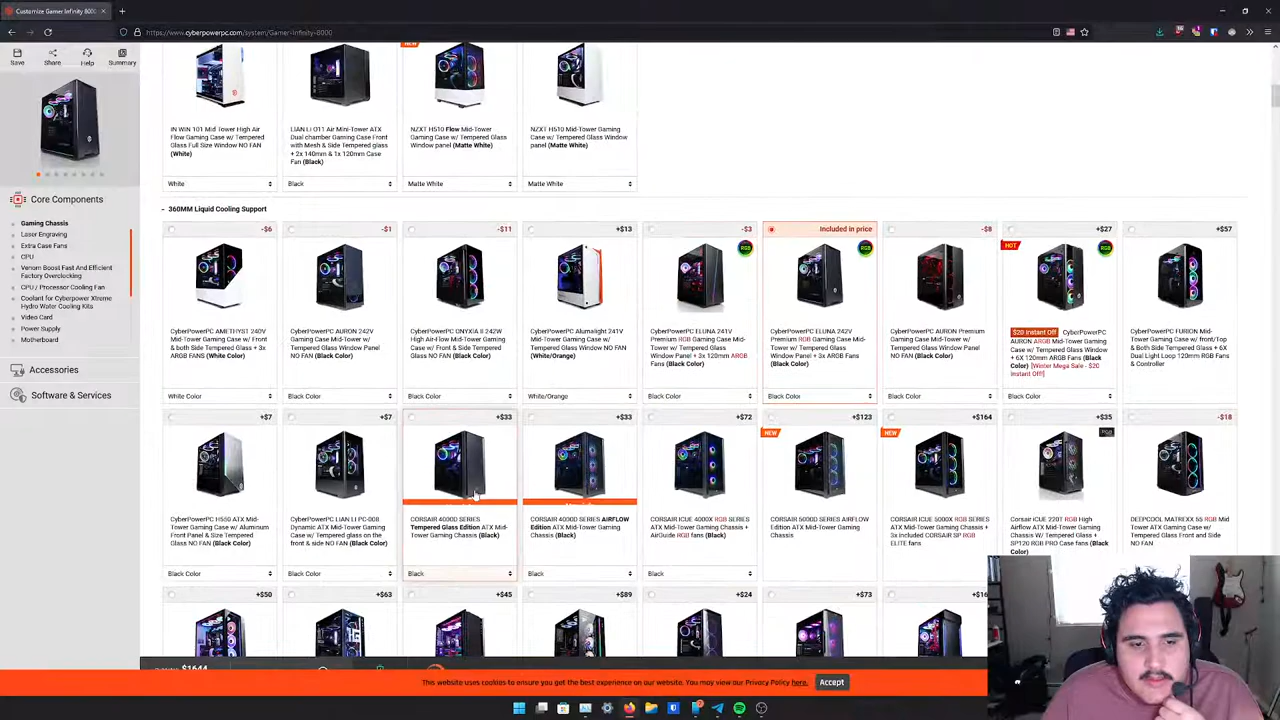 Customize Gamer Infinity 8000
https://www.cyberpowerpc.com/system/Gamer-Infinity-8000
Save
Share
Help
Summary
Core Components
Gaming Chassis
Laser Engraving
Extra Case Fans
CPU
Venom Boost Fast And Efficient
Factory Overclocking
CPU / Processor Cooling Fan
Coolant for Cyberpower Xtreme
Hydro Water Cooling Kits
Video Card
Power Supply
Motherboard
Accessories
Software & Services
NEW
IN WIN 101 Mid Tower High Air
Flow Gaming Case w/ Tempered
Glass Full Size Window NO FAN
(White)
White
LIAN LI O11 Air Mini-Tower ATX
Dual chamber Gaming Case Front
with Mesh & Side Tempered glass
+ 2x 140mm & 1x 120mm Case
Fan (Black)
Black
NZXT H510 Flow Mid-Tower
Gaming Case w/ Tempered Glass
Window panel (Matte White)
Matte White
NZXT H510 Mid-Tower Gaming
Case w/ Tempered Glass Window
panel (Matte White)
Matte White
- 360MM Liquid Cooling Support
-$6
CyberPowerPC AMETHYST 240V
Mid-Tower Gaming Case w/ Front
& both Side Tempered Glass + 3x
ARGB FANS (White Color)
White Color
-$1
CyberPowerPC AURON 242V
Gaming Case Mid-Tower w/
Tempered Glass Window Panel
NO FAN (Black Color)
Black Color
-$11
CyberPowerPC ONYXIA II 242W
High AirFlow Mid-Tower Gaming
Case w/ Front & Side Tempered
Glass NO FAN (Black Color)
Black Color
+$13
CyberPowerPC Alumalight 241V
Mid-Tower Gaming Case w/
Tempered Glass Window NO FAN
(White/Orange)
White/Orange
-$3
RGB
CyberPowerPC ELUNA 241V
Premium RGB Gaming Case Mid-
Tower w/ Tempered Glass
Window Panel + 3x 120mm ARGB
Fans (Black Color)
Black Color
Included in price
RGB
CyberPowerPC ELUNA 242V
Premium RGB Gaming Case Mid-
Tower w/ Tempered Glass
Window Panel + 3x ARGB Fans
(Black Color)
Black Color
-$8
CyberPowerPC AURON Premium
Gaming Case Mid-Tower w/
Tempered Glass Window Panel
NO FAN (Black Color)
Black Color
+$27
HOT
RGB
$20 Instant Off! CyberPowerPC
AURON ARGB Mid-Tower Gaming
Case w/ Tempered Glass Window
+ 6X 120mm ARGB Fans (Black
Color) [Winter Mega Sale - $20
Instant Off!]
Black Color
+$57
CyberPowerPC FURION Mid-
Tower Gaming Case w/ front/Top
& Both Side Tempered Glass + 6X
Dual Light Loop 120mm RGB Fans
& Controller
+$7
CyberPowerPC H550 ATX Mid-
Tower Gaming Case w/ Aluminum
Front Panel & Size Tempered
Glass NO FAN (Black Color)
Black Color
+$7
CyberPowerPC LIAN LI PC-O08
Dynamic ATX Mid-Tower Gaming
Case w/ Tempered glass on the
front & side NO FAN (Black Color)
Black Color
+$33
CORSAIR 4000D SERIES
Tempered Glass Edition ATX Mid-
Tower Gaming Chassis (Black)
Black
+$33
CORSAIR 4000D SERIES AIRFLOW
Edition ATX Mid-Tower Gaming
Chassis (Black)
Black
+$72
CORSAIR ICUE 4000X RGB SERIES
ATX Mid-Tower Gaming Chassis +
AirGuide RGB fans (Black)
Black
+$123
NEW
CORSAIR 5000D SERIES AIRFLOW
Edition ATX Mid-Tower Gaming
Chassis
+$164
NEW
CORSAIR ICUE 5000X RGB SERIES
ATX Mid-Tower Gaming Chassis +
3x included CORSAIR SP RGB
ELITE fans
+$35
RGB
Corsair iCUE 220T RGB High
Airflow ATX Mid-Tower Gaming
Chassis W/ Tempered Glass +
SP120 RGB PRO Case fans (Black
Color)
-$18
DEEPCOOL MATREXX 55 RGB Mid
Tower ATX Gaming Case w/
Tempered Glass Front and Side
NO FAN
+$50
+$63
+$45
+$89
+$24
+$73
$1644
This website uses cookies to ensure you get the best experience on our website. You may view our Privacy Policy here.
Accept